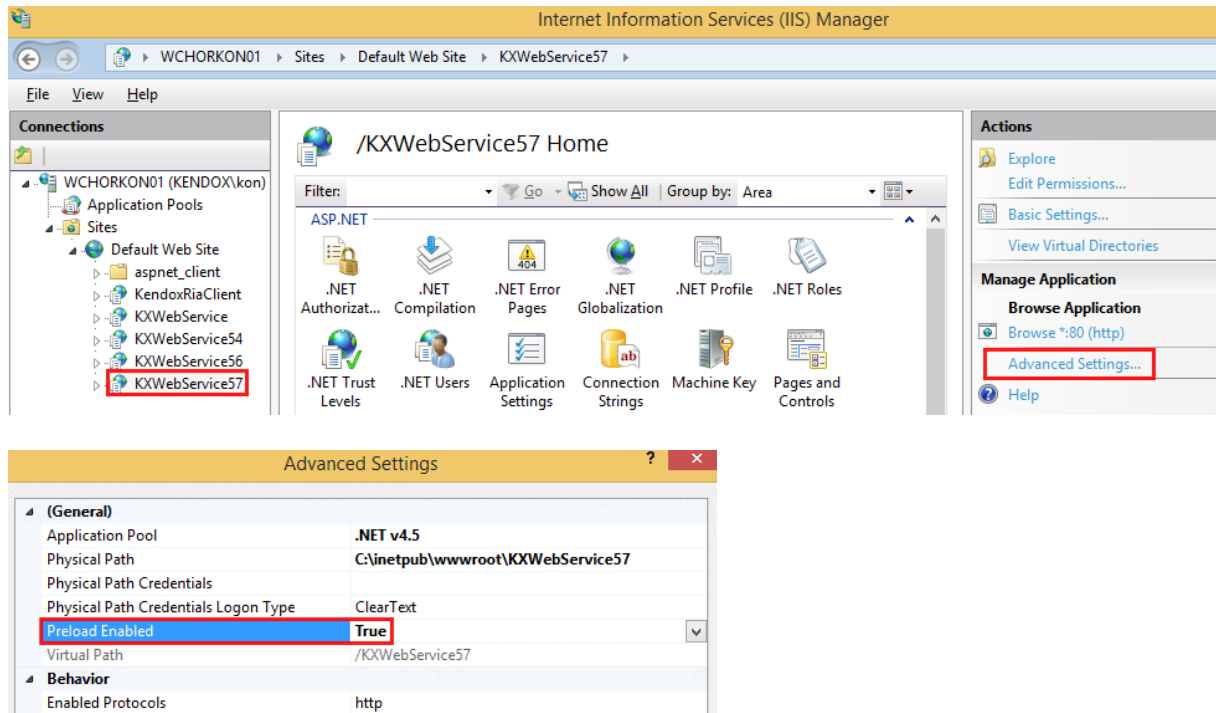 Internet Information Services (IIS) Manager
WCHORKON01 Sites Default Web Site KXWebService57
File View Help
Connections
WCHORKON01 (KENDOX\kon)
Application Pools
Sites
Default Web Site
aspnet_client
KendoxRiaClient
KXWebService
KXWebService54
KXWebService56
KXWebService57
/KXWebService57 Home
Filter: Go Show All Group by: Area
ASP.NET
.NET Authorizat...
.NET Compilation
404
.NET Error Pages
.NET Globalization
.NET Profile
.NET Roles
.NET Trust Levels
.NET Users
Application Settings
ab
Connection Strings
Machine Key
Pages and Controls
Actions
Explore
Edit Permissions...
Basic Settings...
View Virtual Directories
Manage Application
Browse Application
Browse *:80 (http)
Advanced Settings...
Help
Advanced Settings ? ×
(General)
Application Pool .NET v4.5
Physical Path C:\inetpub\wwwroot\KXWebService57
Physical Path Credentials
Physical Path Credentials Logon Type ClearText
Preload Enabled True
Virtual Path /KXWebService57
Behavior
Enabled Protocols http